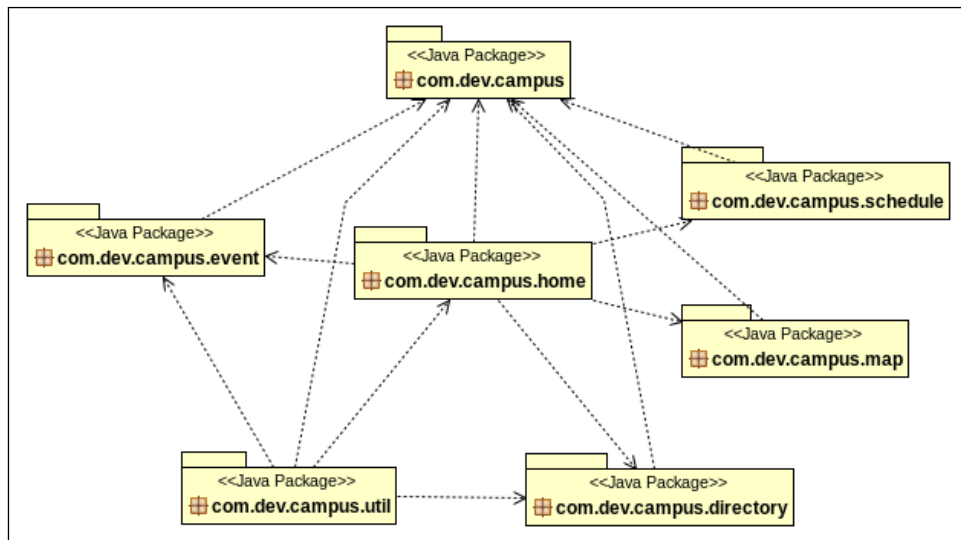 <<Java Package>>
com.dev.campus
<<Java Package>>
com.dev.campus.schedule
<<Java Package>>
com.dev.campus.event
<<Java Package>>
com.dev.campus.home
<<Java Package>>
com.dev.campus.map
<<Java Package>>
com.dev.campus.util
<<Java Package>>
com.dev.campus.directory